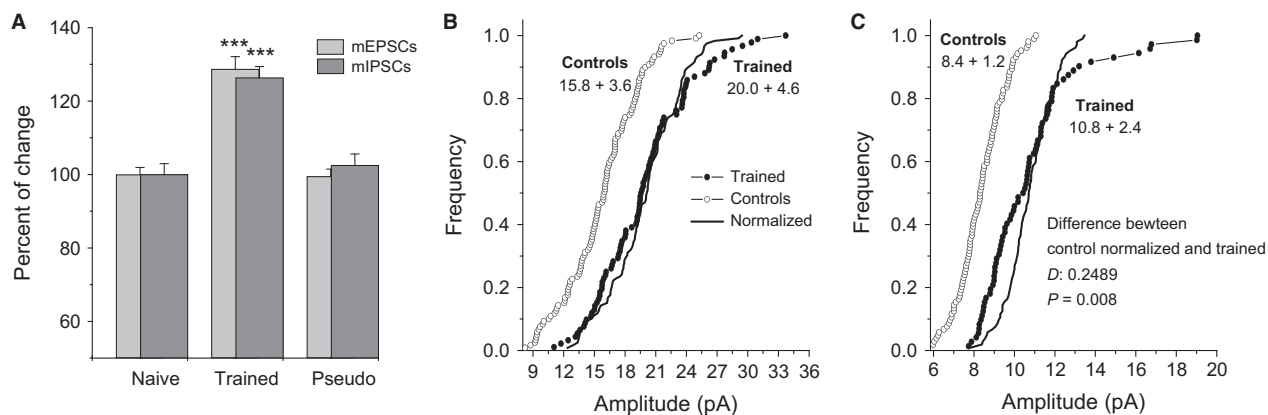 A
140
120
100
80
60
Percent of change
***
***
mEPSCs
mIPSCs
Naive
Trained
Pseudo
B
1.0
0.8
0.6
0.4
0.2
0.0
Frequency
Controls
15.8 + 3.6
Trained
20.0 + 4.6
Trained
Controls
Normalized
9 12 15 18 21 24 27 30 33 36
Amplitude (pA)
C
1.0
0.8
0.6
0.4
0.2
0.0
Frequency
Controls
8.4 + 1.2
Trained
10.8 + 2.4
Difference bewteen
control normalized and trained
D: 0.2489
P = 0.008
6 8 10 12 14 16 18 20
Amplitude (pA)